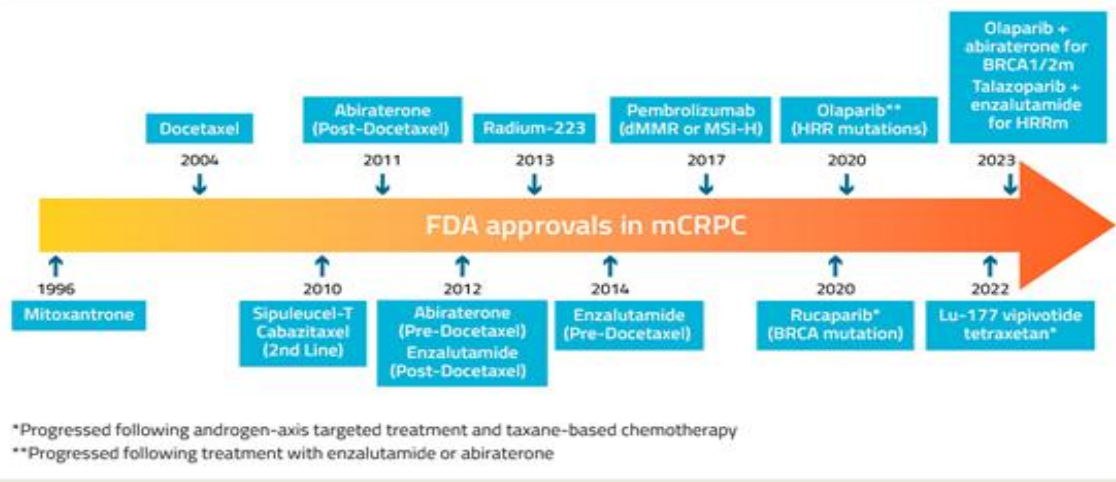 Olaparib +
abiraterone for
BRCA1/2m
Talazoparib +
enzalutamide
for HRRm
Docetaxel
Abiraterone
(Post-Docetaxel)
Radium-223
Pembrolizumab
(dMMR or MSI-H)
Olaparib**
(HRR mutations)
2004
2011
2013
2017
2020
2023
FDA approvals in mCRPC
1996
2010
2012
2014
2020
2022
Mitoxantrone
Sipuleucel-T
Cabazitaxel
(2nd Line)
Abiraterone
(Pre-Docetaxel)
Enzalutamide
(Post-Docetaxel)
Enzalutamide
(Pre-Docetaxel)
Rucaparib*
(BRCA mutation)
Lu-177 vipivotide
tetraxetan*
*Progressed following androgen-axis targeted treatment and taxane-based chemotherapy
**Progressed following treatment with enzalutamide or abiraterone